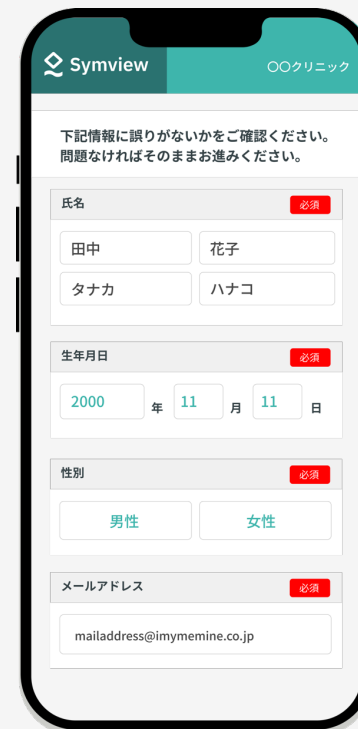 Symview
〇〇クリニック
下記情報に誤りがないかをご確認ください。
問題なければそのままお進みください。
氏名 必須
田中 花子
タナカ ハナコ
生年月日 必須
2000 年 11 月 11 日
性別 必須
男性 女性
メールアドレス 必須
mailaddress@imymemine.co.jp